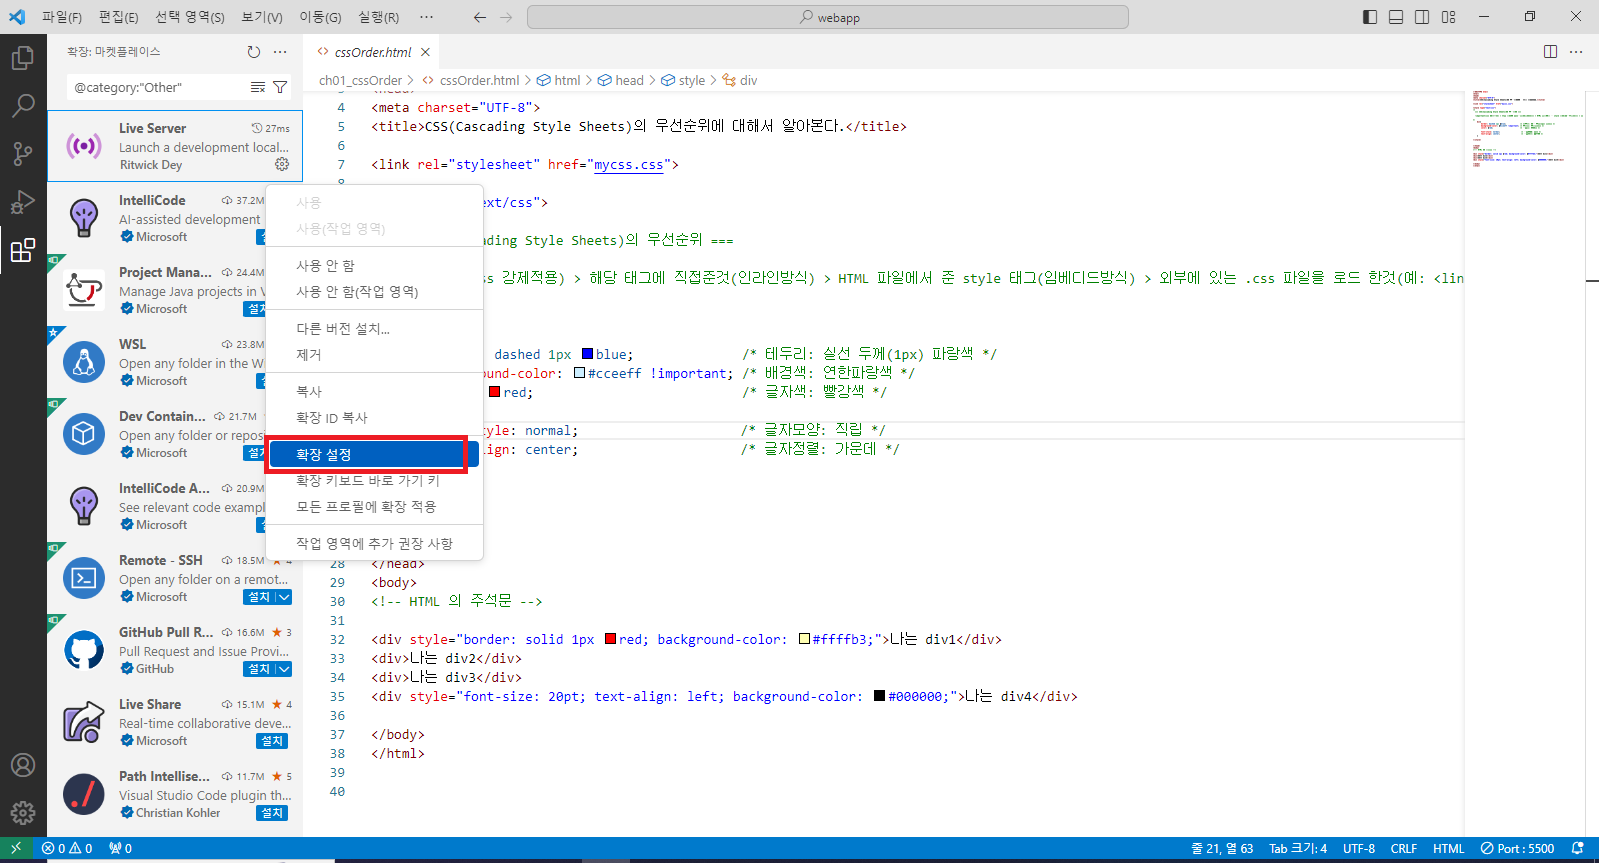 파일(F) 편집(E) 선택 영역(S) 보기(V) 이동(G) 실행(R) ··· webapp
확장: 마켓플레이스
@category:"Other"
Live Server 27ms
Launch a development local...
Ritwick Dey
IntelliCode 37.2M
AI-assisted development
Microsoft
Project Mana... 24.4M
Manage Java projects in V
Microsoft 설치
WSL 23.8M
Open any folder in the W
Microsoft
Dev Contain... 21.7M
Open any folder or reposi
Microsoft 설치
IntelliCode A... 20.9M
See relevant code exampl
Microsoft
Remote - SSH 18.5M 4
Open any folder on a remot...
Microsoft 설치
GitHub Pull R... 16.6M 3
Pull Request and Issue Provi...
GitHub 설치
Live Share 15.1M 4
Real-time collaborative deve...
Microsoft 설치
Path Intellise... 11.7M 5
Visual Studio Code plugin th...
Christian Kohler 설치
사용
사용(작업 영역)
사용 안 함
사용 안 함(작업 영역)
다른 버전 설치...
제거
복사
확장 ID 복사
확장 설정
확장 키보드 바로 가기 키
모든 프로필에 확장 적용
작업 영역에 추가 권장 사항
<> cssOrder.html
ch01_cssOrder > <> cssOrder.html > html > head > style > div
4 <meta charset="UTF-8">
5 <title>CSS(Cascading Style Sheets)의 우선순위에 대해서 알아본다.</title>
6
7 <link rel="stylesheet" href="mycss.css">
8
ext/css">
ading Style Sheets)의 우선순위 ===
ss 강제적용) > 해당 태그에 직접준것(인라인방식) > HTML 파일에서 준 style 태그(임베디드방식) > 외부에 있는 .css 파일을 로드 한것(예: <lin
dashed 1px blue; /* 테두리: 실선 두께(1px) 파랑색 */
und-color: #cceeff !important; /* 배경색: 연한파랑색 */
red; /* 글자색: 빨강색 */
tyle: normal; /* 글자모양: 직립 */
lign: center; /* 글자정렬: 가운데 */
28 </head>
29 <body>
30 <!-- HTML 의 주석문 -->
31
32 <div style="border: solid 1px red; background-color: #ffffb3;">나는 div1</div>
33 <div>나는 div2</div>
34 <div>나는 div3</div>
35 <div style="font-size: 20pt; text-align: left; background-color: #000000;">나는 div4</div>
36
37 </body>
38 </html>
39
40
0 0 0 줄 21, 열 63 Tab 크기: 4 UTF-8 CRLF HTML Port : 5500